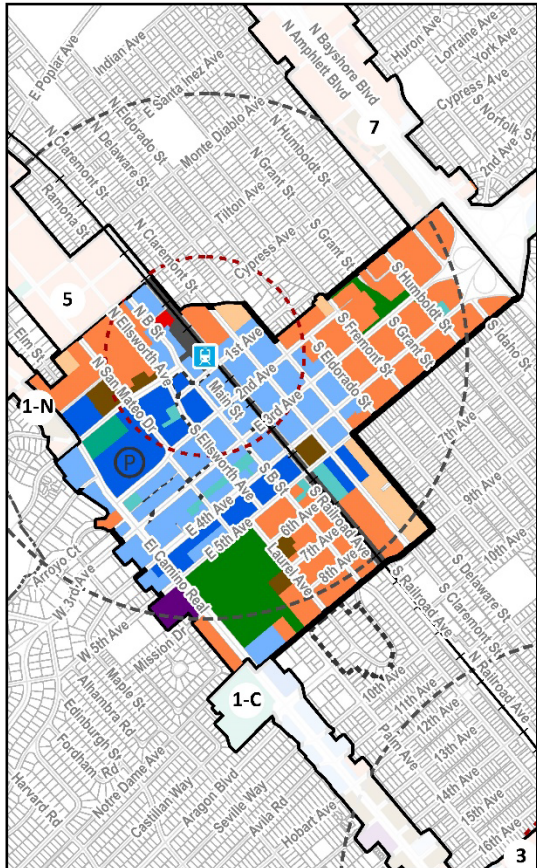 E Poplar Ave
Indian Ave
E Santa Inez Ave
N Eldorado St
N Delaware St
N Claremont St
Ramona St
Monte Diablo Ave
N Humboldt St
N Grant St
Tilton Ave
N Claremont St
Cypress Ave
N Bayshore Blvd
N Amphlett Blvd
Huron Ave
Lorraine Ave
York Ave
Cypress Ave
S Norfolk St
2nd Ave
7
5
Elm St
N B St
N Ellsworth Ave
N San Mateo Dr
1st Ave
2nd Ave
Main St
E 3rd Ave
S Grant St
S Humboldt St
S Grant St
S Fremont St
S Eldorado St
S Idaho St
1-N
P
S Ellsworth Ave
S B St
E 4th Ave
E 5th Ave
El Camino Real
6th Ave
7th Ave
8th Ave
Laurel Ave
S Railroad Ave
7th Ave
9th Ave
10th Ave
Arroyo Ct
W 3rd Ave
W 5th Ave
Mission Dr
Maple St
Alhambra Rd
Edinburgh St
Fordham Rd
Harvard Rd
Notre Dame Ave
Castilian Way
Aragon Blvd
Seville Way
Avila Rd
Hobart Ave
1-C
S Railroad Ave
S Delaware St
S Claremont St
N Railroad Ave
10th Ave
11th Ave
12th Ave
13th Ave
14th Ave
15th Ave
16th Ave
Palm Ave
3